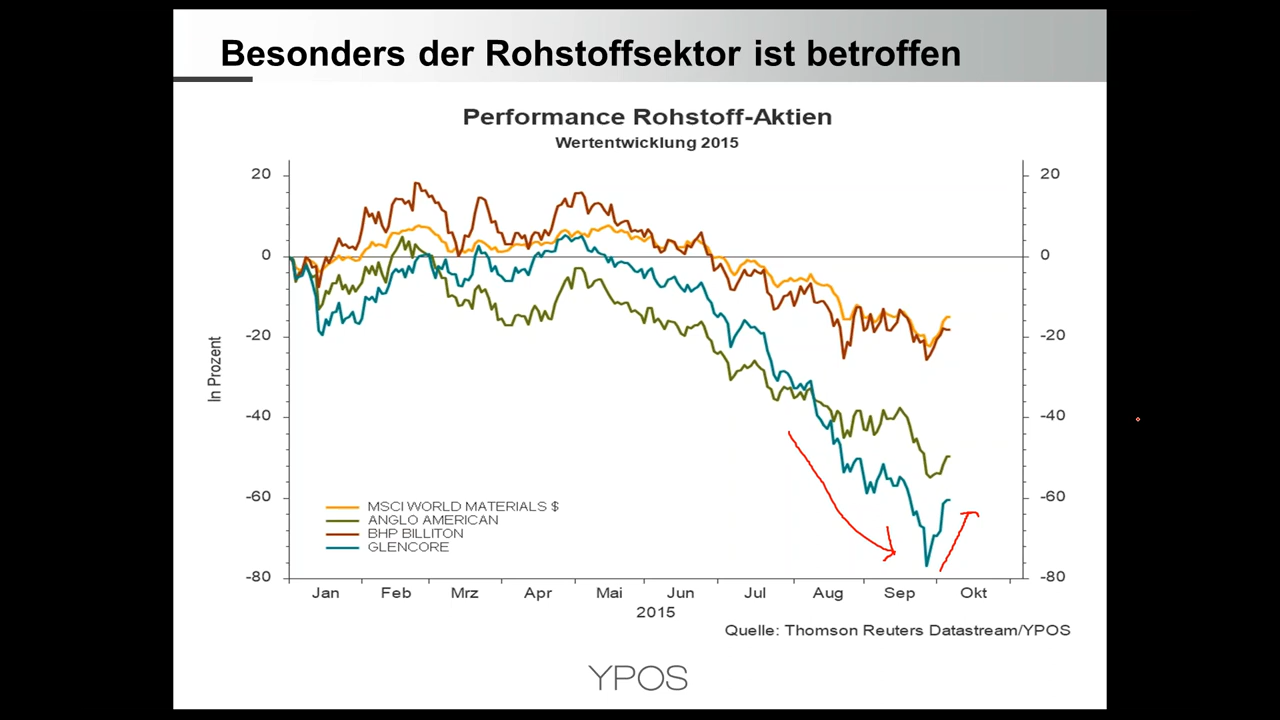 Besonders der Rohstoffsektor ist betroffen
Performance Rohstoff-Aktien
Wertentwicklung 2015
20 20
0 0
-20 -20
-40 -40
-60 -60
-80 -80
In Prozent
MSCI WORLD MATERIALS $
ANGLO AMERICAN
BHP BILLITON
GLENCORE
Jan Feb Mrz Apr Mai Jun Jul Aug Sep Okt
2015
Quelle: Thomson Reuters Datastream/YPOS
YPOS